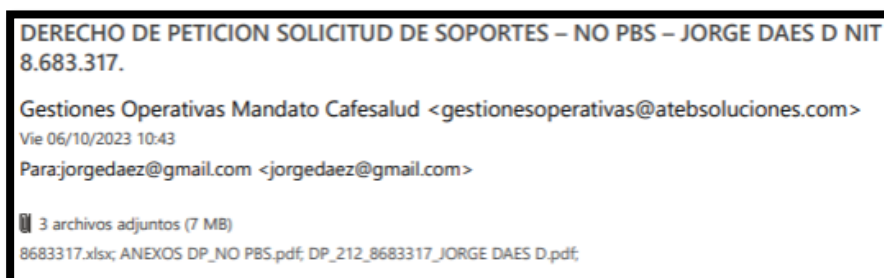 DERECHO DE PETICION SOLICITUD DE SOPORTES – NO PBS – JORGE DAES D NIT
8.683.317.
Gestiones Operativas Mandato Cafesalud <gestionesoperativas@atebsoluciones.com>
Vie 06/10/2023 10:43
Para:jorgedaez@gmail.com <jorgedaez@gmail.com>
3 archivos adjuntos (7 MB)
8683317.xlsx; ANEXOS DP_NO PBS.pdf; DP_212_8683317_JORGE DAES D.pdf;